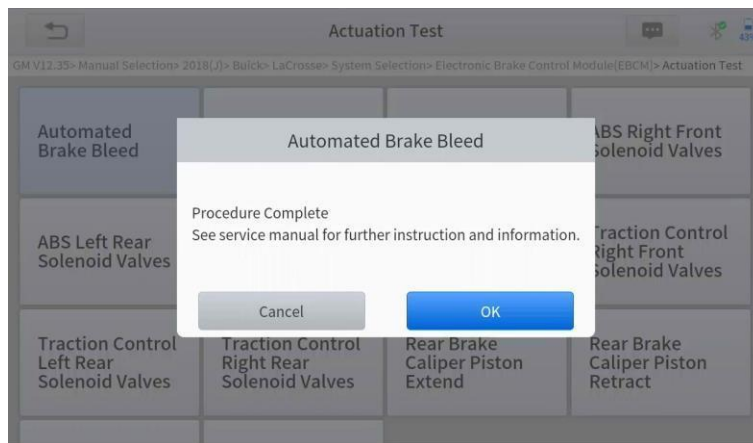 Actuation Test
43%
GM V12.35> Manual Selection> 2018(J)> Buick> LaCrosse> System Selection> Electronic Brake Control Module(EBCM)> Actuation Test
Automated
Brake Bleed
ABS Right Front
Solenoid Valves
Automated Brake Bleed
Procedure Complete
See service manual for further instruction and information.
Cancel
OK
ABS Left Rear
Solenoid Valves
Traction Control
Right Front
Solenoid Valves
Traction Control
Left Rear
Solenoid Valves
Traction Control
Right Rear
Solenoid Valves
Rear Brake
Caliper Piston
Extend
Rear Brake
Caliper Piston
Retract